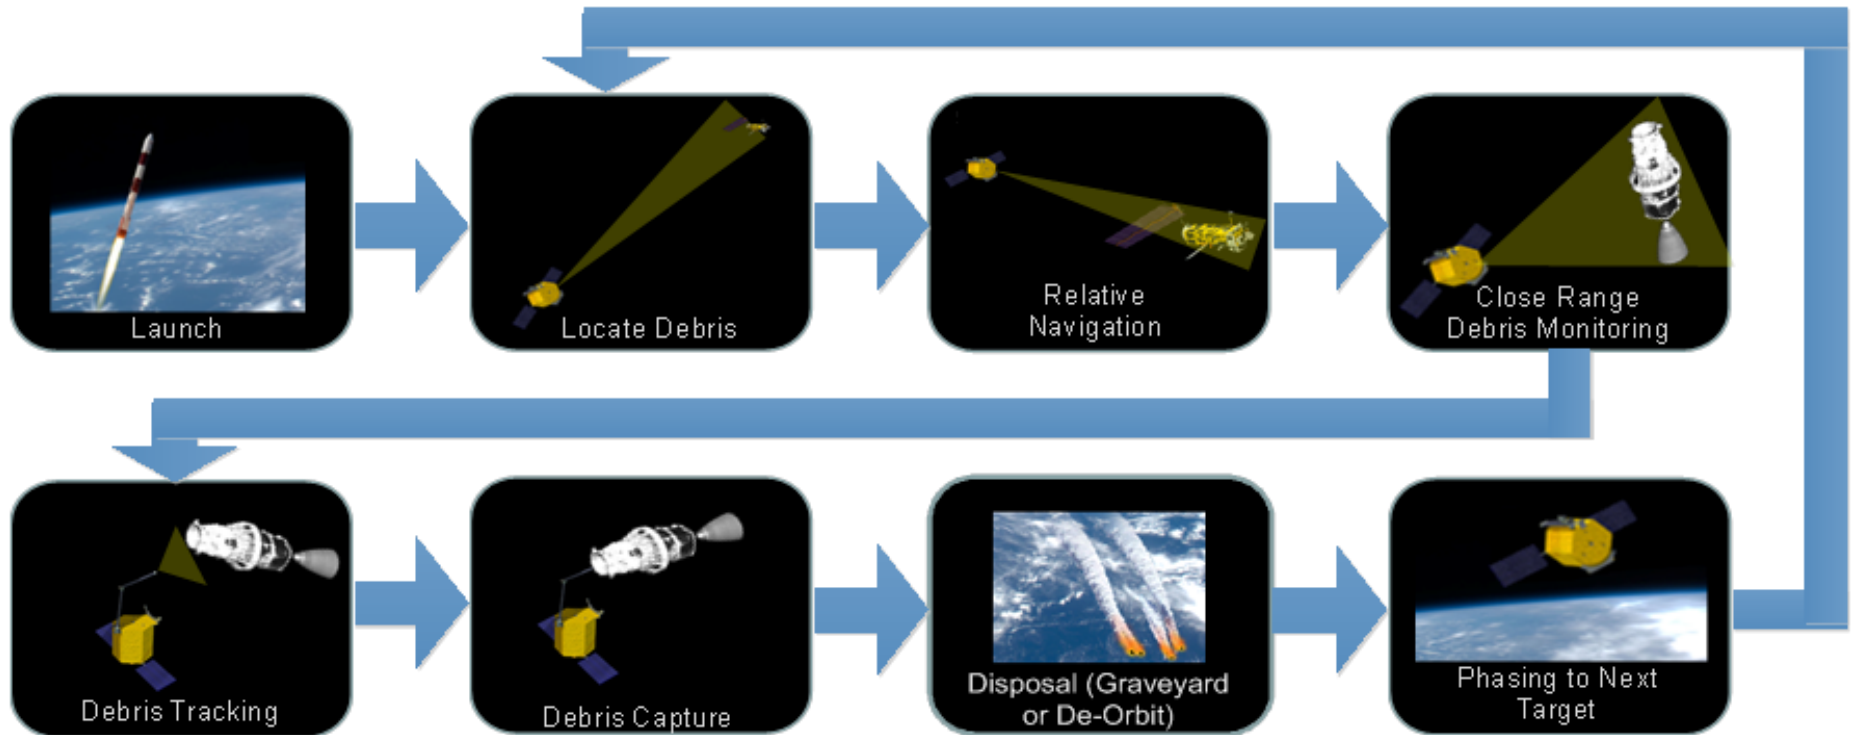 Launch
Locate Debris
Relative
Navigation
Close Range
Debris Monitoring
Debris Tracking
Debris Capture
Disposal (Graveyard
or De-Orbit)
Phasing to Next
Target